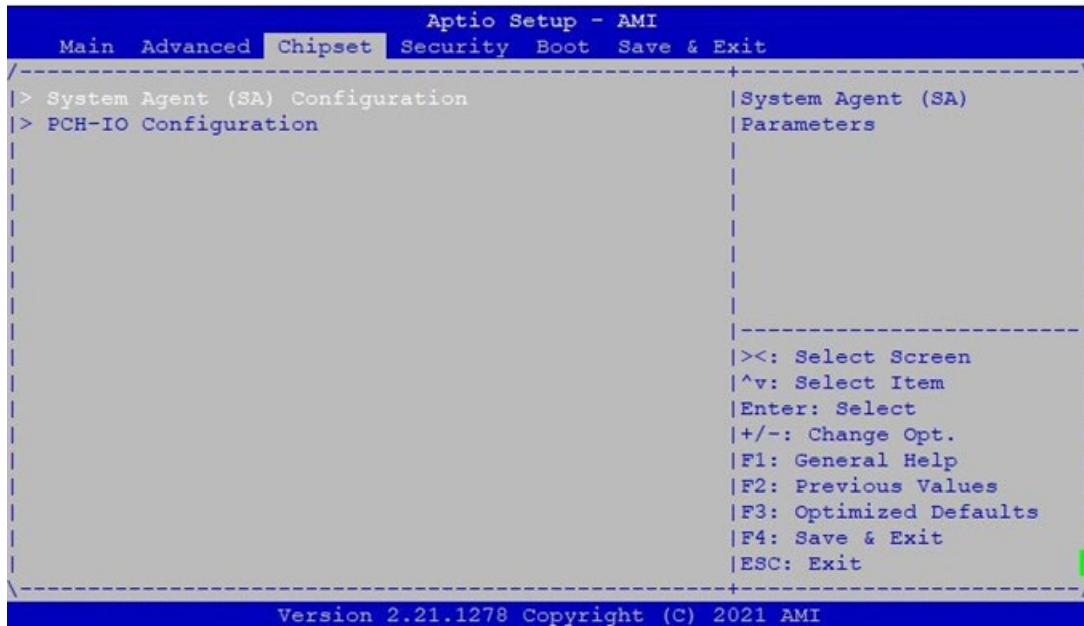 Aptio Setup - AMI
Main Advanced Chipset Security Boot Save & Exit
> System Agent (SA) Configuration
> PCH-IO Configuration
System Agent (SA)
Parameters
><: Select Screen
^v: Select Item
Enter: Select
+/-: Change Opt.
F1: General Help
F2: Previous Values
F3: Optimized Defaults
F4: Save & Exit
ESC: Exit
Version 2.21.1278 Copyright (C) 2021 AMI